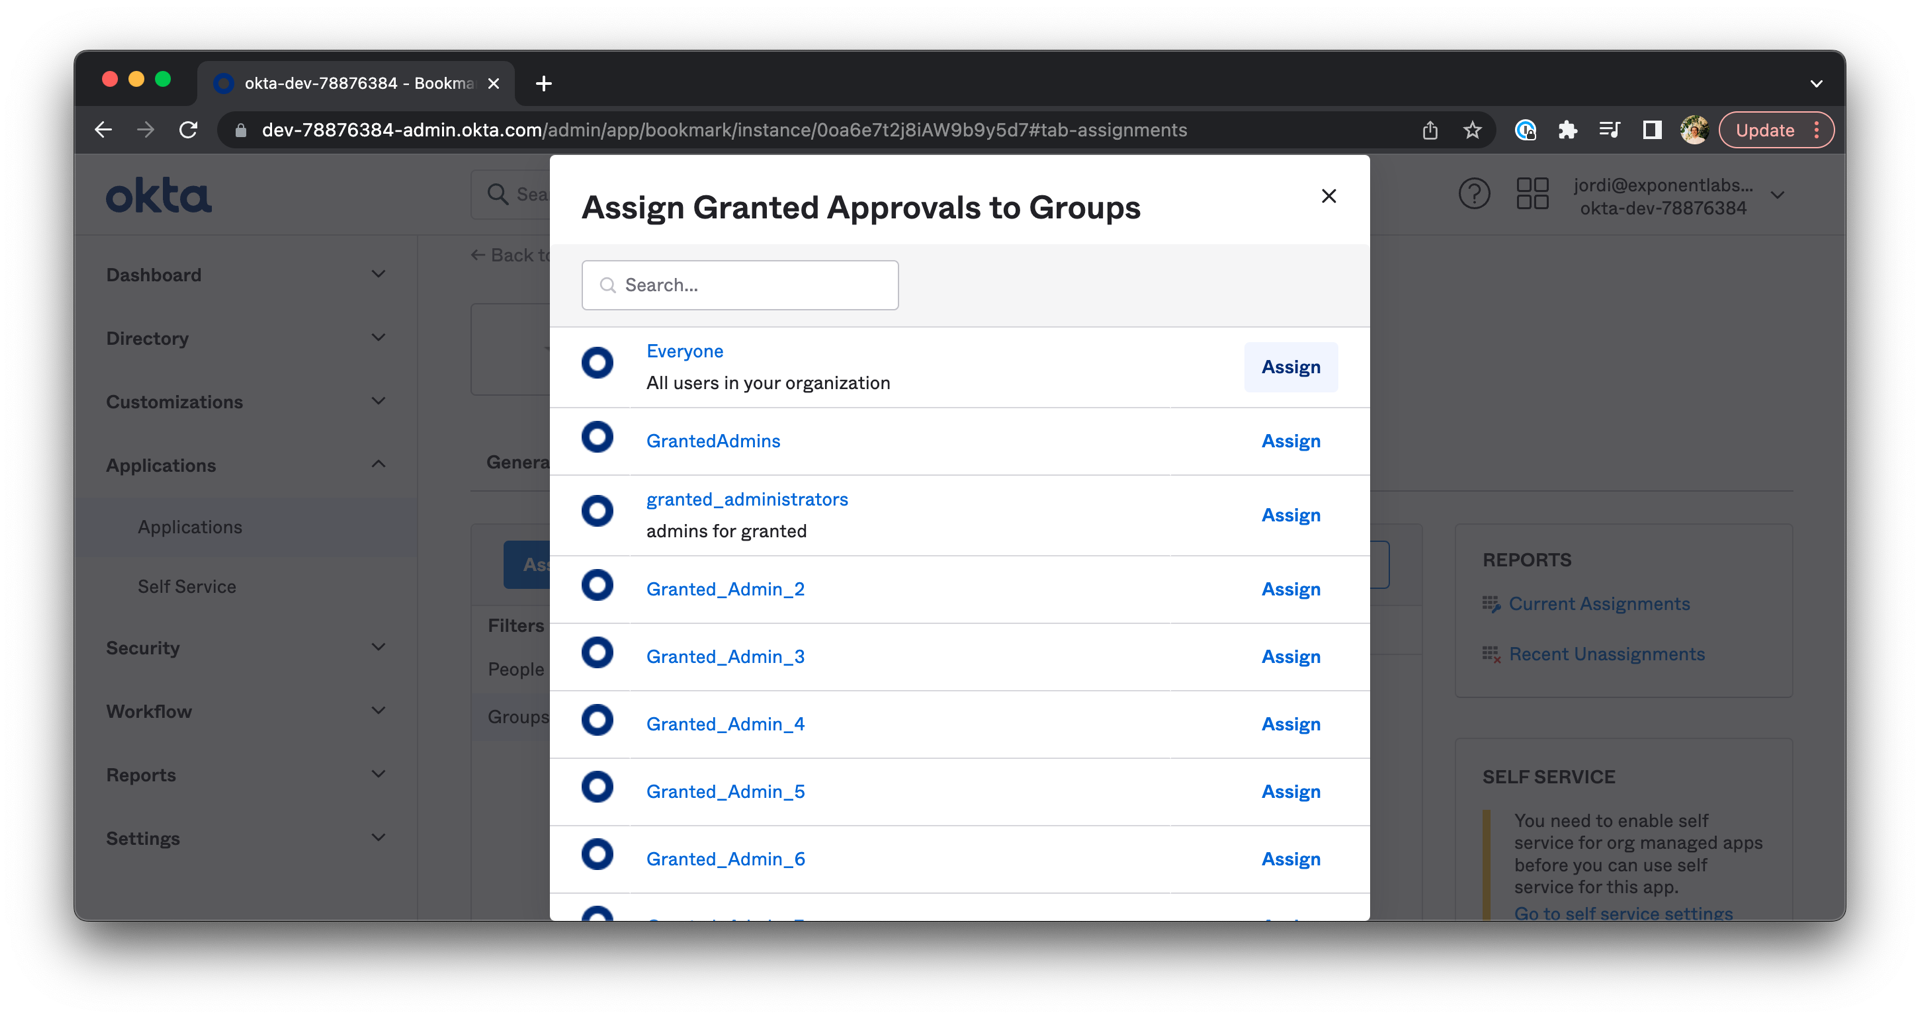 okta-dev-78876384 - Bookma
dev-78876384-admin.okta.com/admin/app/bookmark/instance/0oa6e7t2j8iAW9b9y5d7#tab-assignments
Update
okta
Sea
jordi@exponentlabs...
okta-dev-78876384
Dashboard
Directory
Customizations
Applications
Applications
Self Service
Security
Workflow
Reports
Settings
← Back to
Genera
Ass
Filters
People
Groups
Assign Granted Approvals to Groups
Search...
Everyone
All users in your organization
Assign
GrantedAdmins
Assign
granted_administrators
admins for granted
Assign
Granted_Admin_2
Assign
Granted_Admin_3
Assign
Granted_Admin_4
Assign
Granted_Admin_5
Assign
Granted_Admin_6
Assign
REPORTS
Current Assignments
Recent Unassignments
SELF SERVICE
You need to enable self
service for org managed apps
before you can use self
service for this app.
Go to self service settings